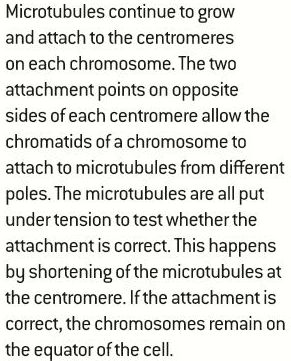 Microtubules continue to grow
and attach to the centromeres
on each chromosome. The two
attachment points on opposite
sides of each centromere allow the
chromatids of a chromosome to
attach to microtubules from different
poles. The microtubules are all put
under tension to test whether the
attachment is correct. This happens
by shortening of the microtubules at
the centromere. If the attachment is
correct, the chromosomes remain on
the equator of the cell.